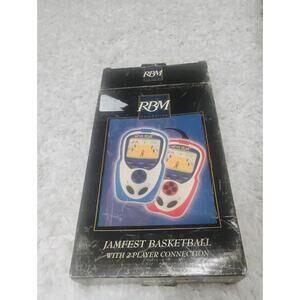 RBM
RBM
JAMFEST BASKETBALL
WITH 2-PLAYER CONNECTION